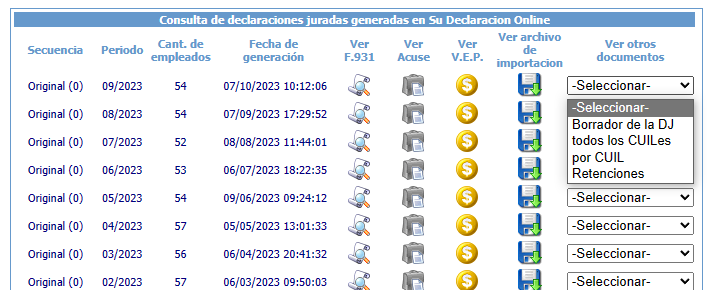 Consulta de declaraciones juradas generadas en Su Declaracion Online
Secuencia Periodo Cant. de empleados Fecha de generación Ver F.931 Ver Acuse Ver V.E.P. Ver archivo de importacion Ver otros documentos
Original (0) 09/2023 54 07/10/2023 10:12:06 -Seleccionar-
-Seleccionar-
Borrador de la DJ
todos los CUILes
por CUIL
Retenciones
Original (0) 08/2023 54 07/09/2023 17:29:52
Original (0) 07/2023 52 08/08/2023 11:44:01
Original (0) 06/2023 53 06/07/2023 18:22:35
Original (0) 05/2023 54 09/06/2023 09:24:12 -Seleccionar-
Original (0) 04/2023 57 05/05/2023 13:01:33 -Seleccionar-
Original (0) 03/2023 56 06/04/2023 20:41:32 -Seleccionar-
Original (0) 02/2023 57 06/03/2023 09:50:03 -Seleccionar-